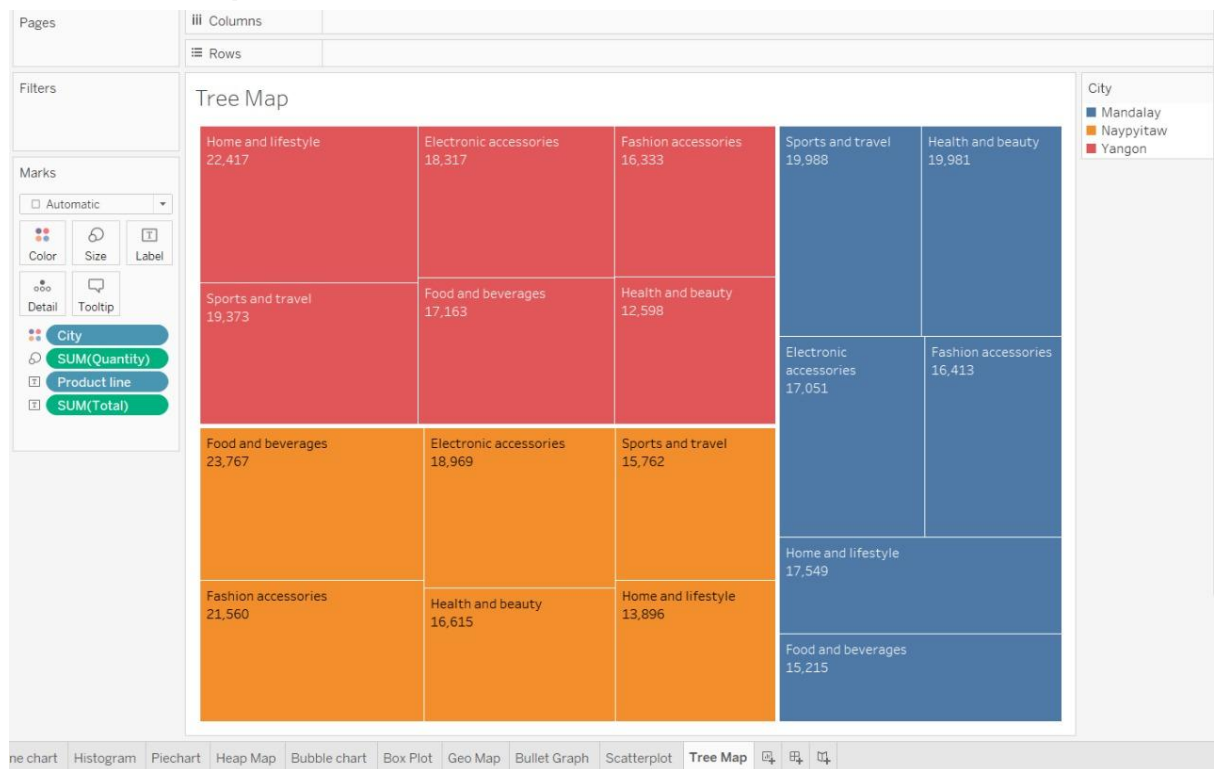 Pages
Columns
Rows
Filters
Marks
Automatic
Color
Size
Label
Detail
Tooltip
City
SUM(Quantity)
Product line
SUM(Total)
Tree Map
Home and lifestyle
22,417
Electronic accessories
18,317
Fashion accessories
16,333
Sports and travel
19,373
Food and beverages
17,163
Health and beauty
12,598
Food and beverages
23,767
Electronic accessories
18,969
Sports and travel
15,762
Fashion accessories
21,560
Health and beauty
16,615
Home and lifestyle
13,896
Sports and travel
19,988
Health and beauty
19,981
Electronic
accessories
17,051
Fashion accessories
16,413
Home and lifestyle
17,549
Food and beverages
15,215
City
Mandalay
Naypyitaw
Yangon
ne chart
Histogram
Piechart
Heap Map
Bubble chart
Box Plot
Geo Map
Bullet Graph
Scatterplot
Tree Map